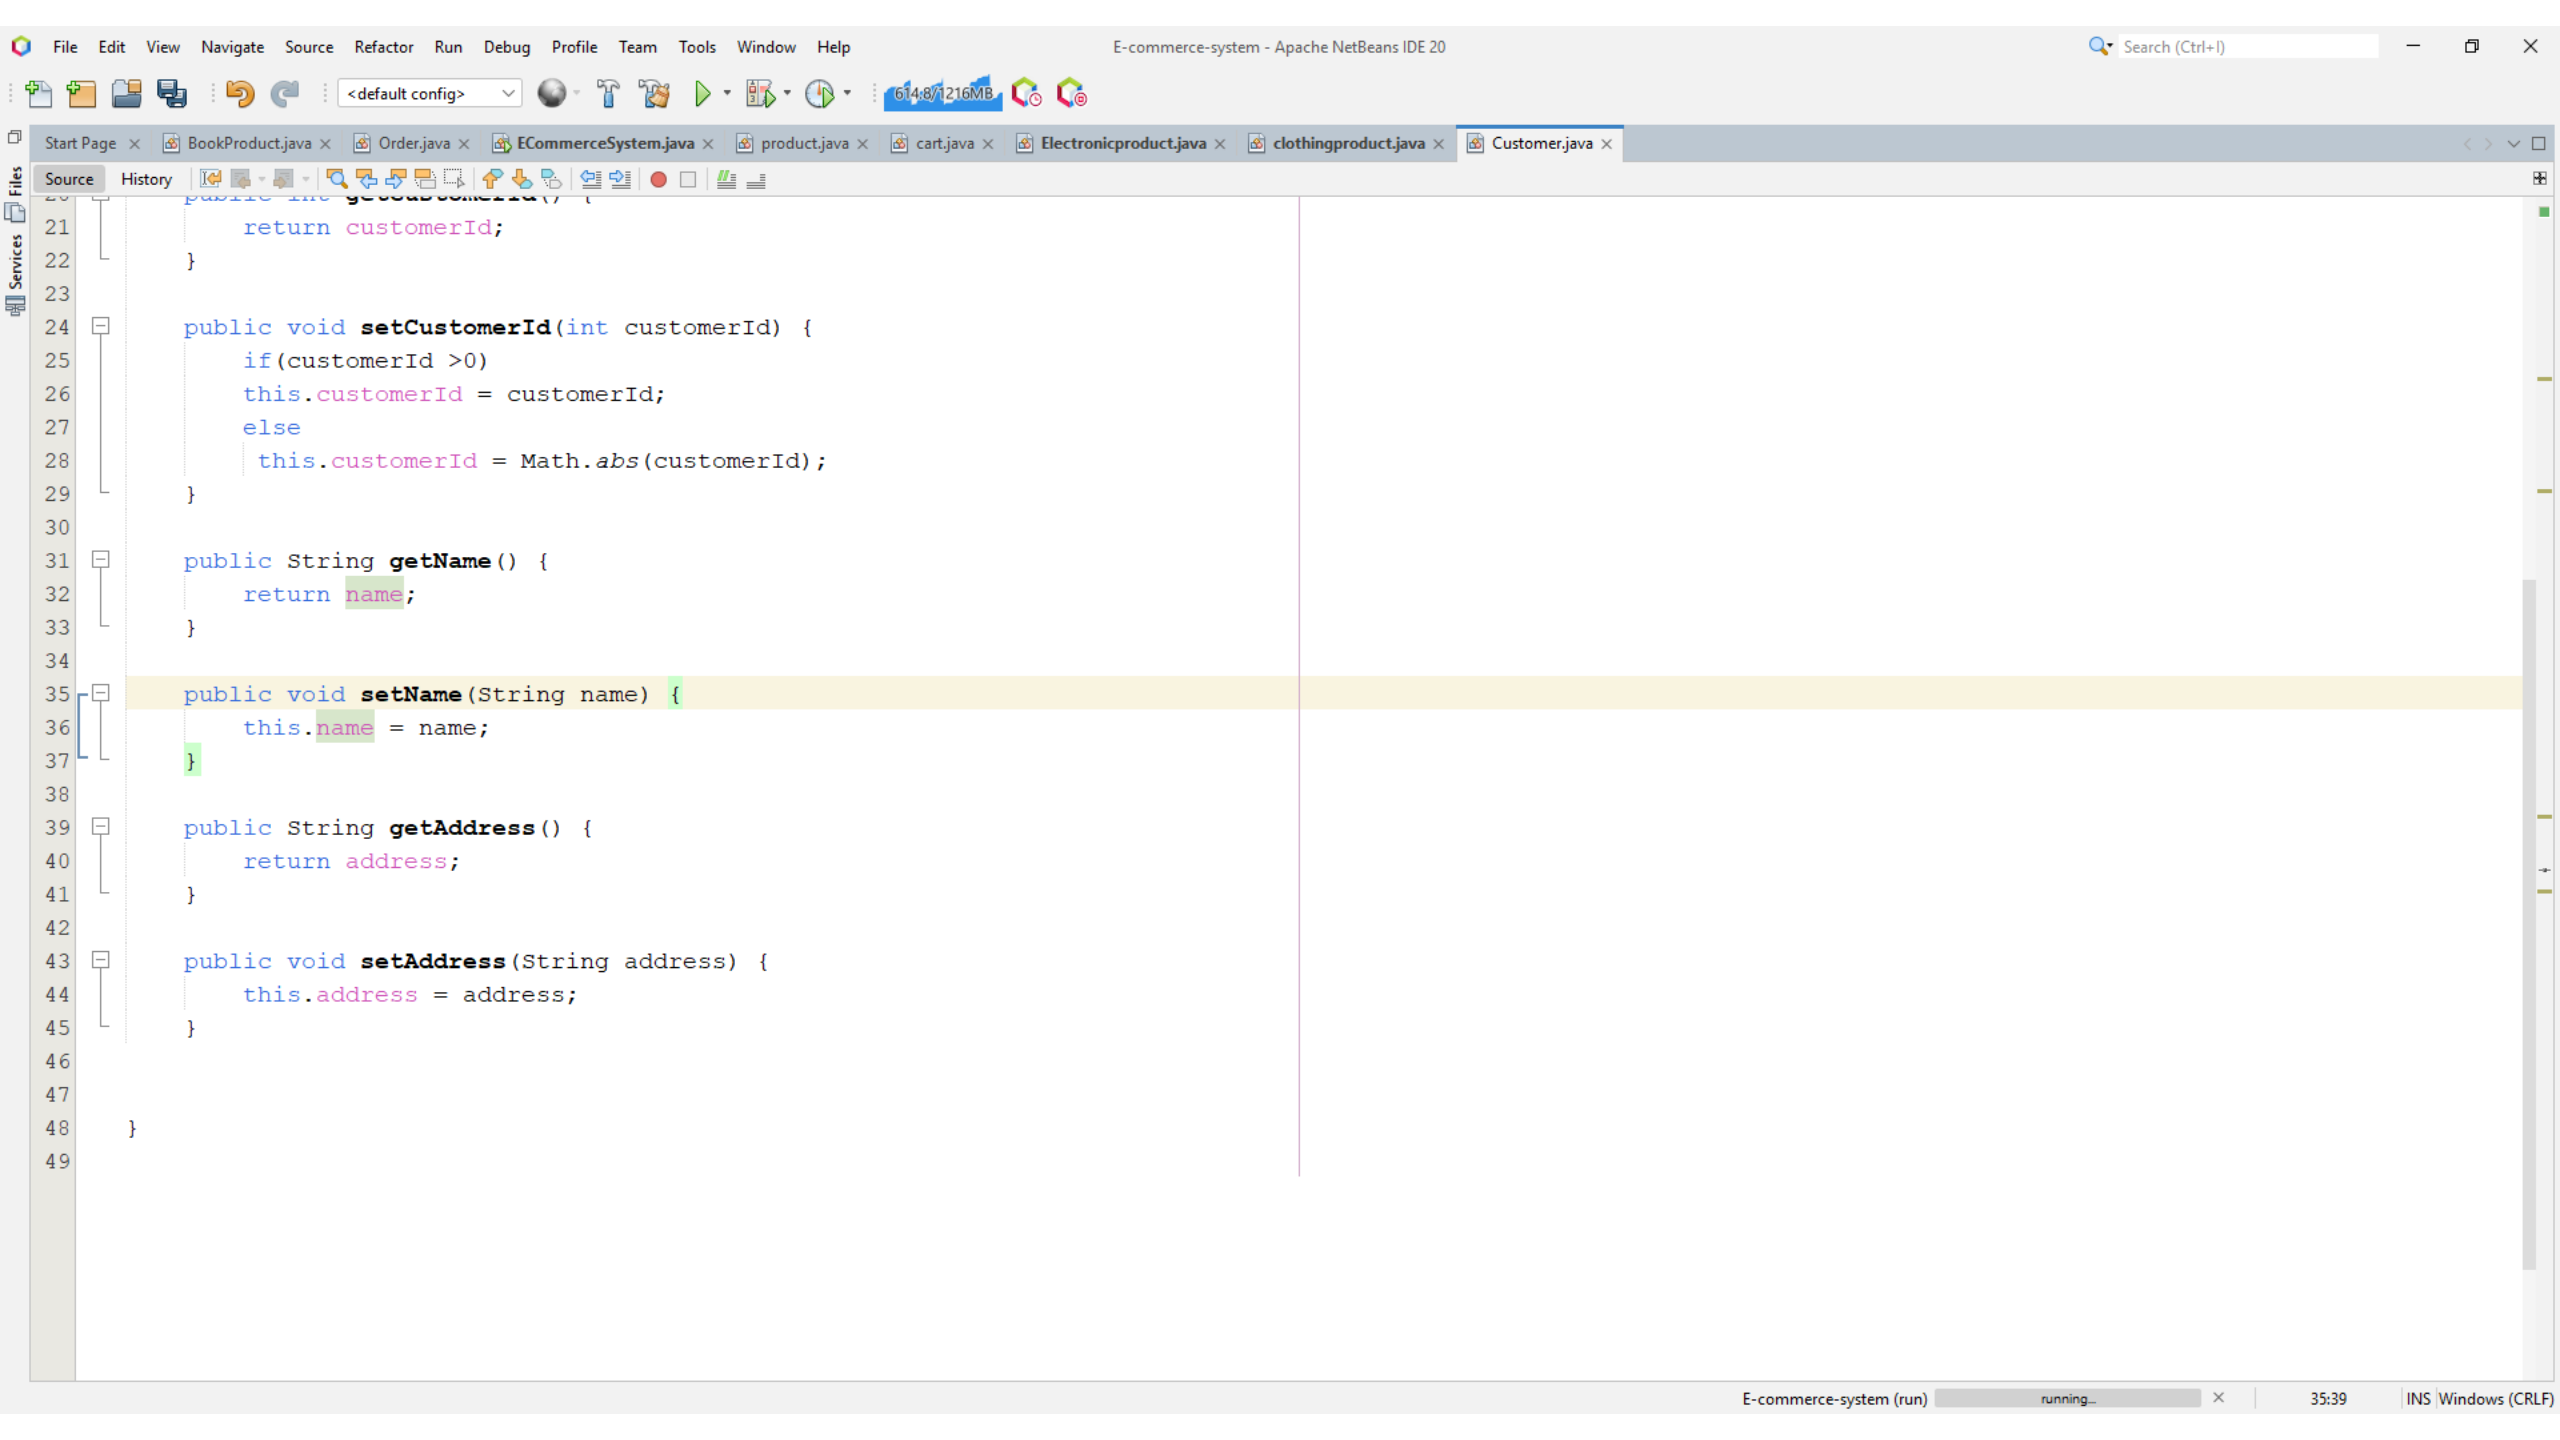 File Edit View Navigate Source Refactor Run Debug Profile Team Tools Window Help E-commerce-system - Apache NetBeans IDE 20 Search (Ctrl+I)
<default config> 614.8/1216MB
Start Page BookProduct.java Order.java ECommerceSystem.java product.java cart.java Electronicproduct.java clothingproduct.java Customer.java
Source History
Files
Services
20 public int getCustomerId() {
21 return customerId;
22 }
23
24 public void setCustomerId(int customerId) {
25 if(customerId >0)
26 this.customerId = customerId;
27 else
28 this.customerId = Math.abs(customerId);
29 }
30
31 public String getName() {
32 return name;
33 }
34
35 public void setName(String name) {
36 this.name = name;
37 }
38
39 public String getAddress() {
40 return address;
41 }
42
43 public void setAddress(String address) {
44 this.address = address;
45 }
46
47
48 }
49
E-commerce-system (run) running... 35:39 INS Windows (CRLF)